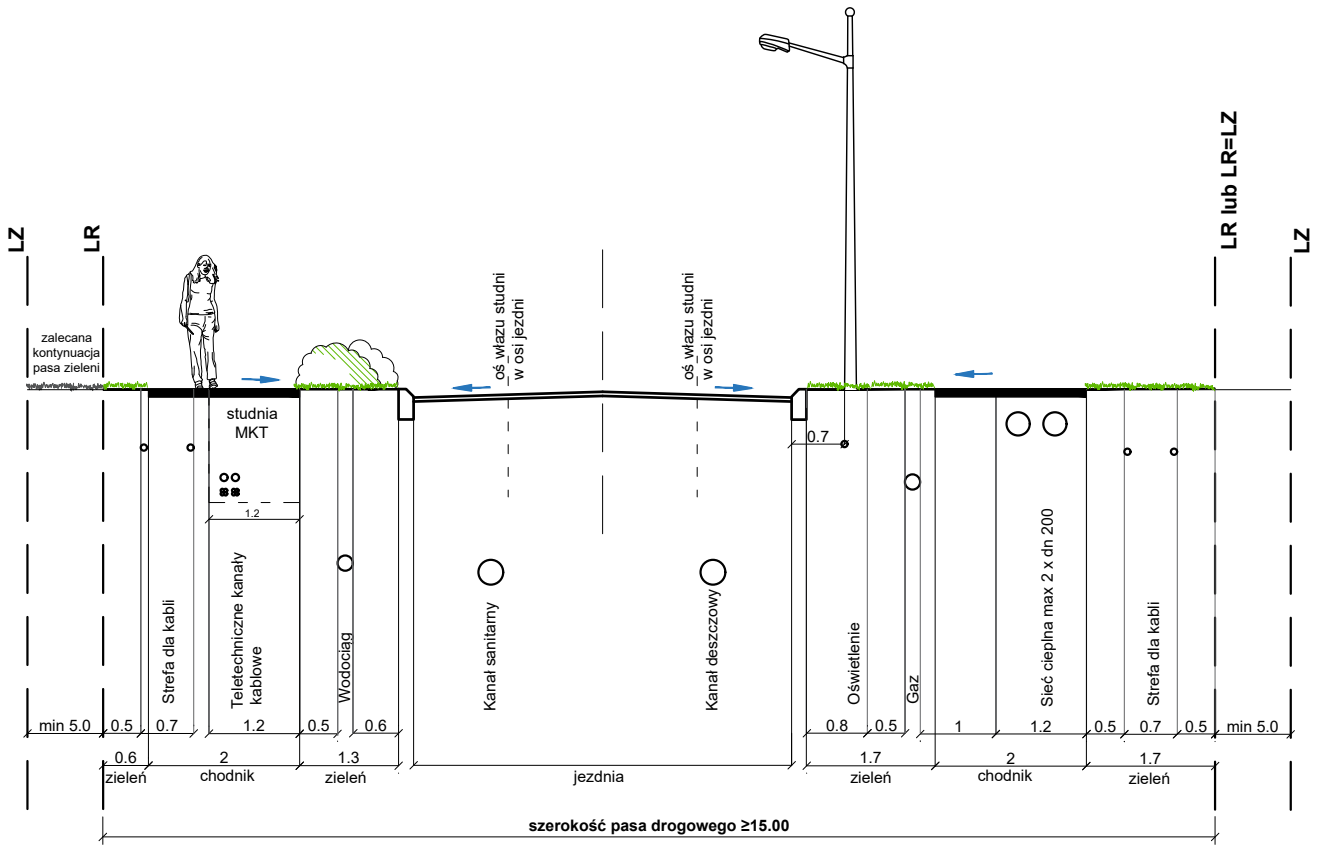 LZ
LR
LR lub LR=LZ
LZ
oś włazu studni
w osi jezdni
oś włazu studni
w osi jezdni
zalecana
kontynuacja
pasa zieleni
studnia
MKT
0.7
1.2
Strefa dla kabli
Teletechniczne kanały
kablowe
Wodociąg
Kanał sanitarny
Kanał deszczowy
Oświetlenie
Gaz
Sieć cieplna max 2 x dn 200
Strefa dla kabli
min 5.0 0.5 0.7 1.2 0.5 0.6 0.8 0.5 1 1.2 0.5 0.7 0.5 min 5.0
0.6 2 1.3 1.7 2 1.7
zieleń chodnik zieleń jezdnia zieleń chodnik zieleń
szerokość pasa drogowego ≥15.00